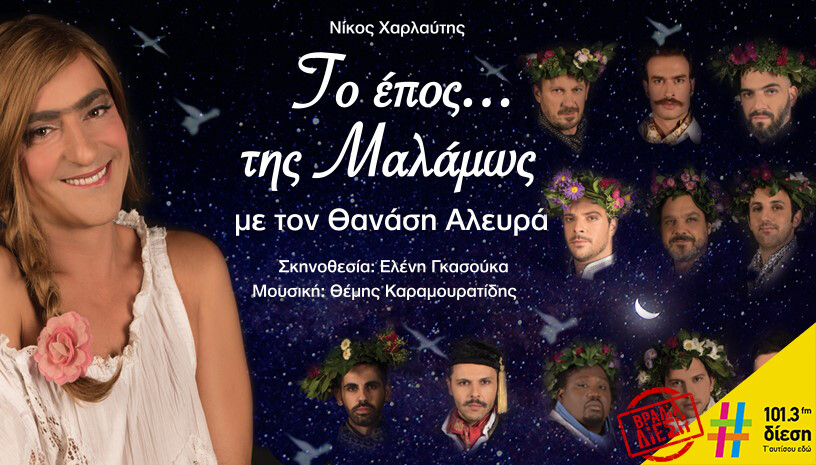 Νίκος Χαρλαύτης
Το έπος...
της Μαλάμως
με τον Θανάση Αλευρά
Σκηνοθεσία: Ελένη Γκασούκα
Μουσική: Θέμης Καραμουρατίδης
ΒΡΑΔΙΑ
ΔΙΕΣΗ
101.3 fm
δίεση
Τ' ουτίσου εδώ